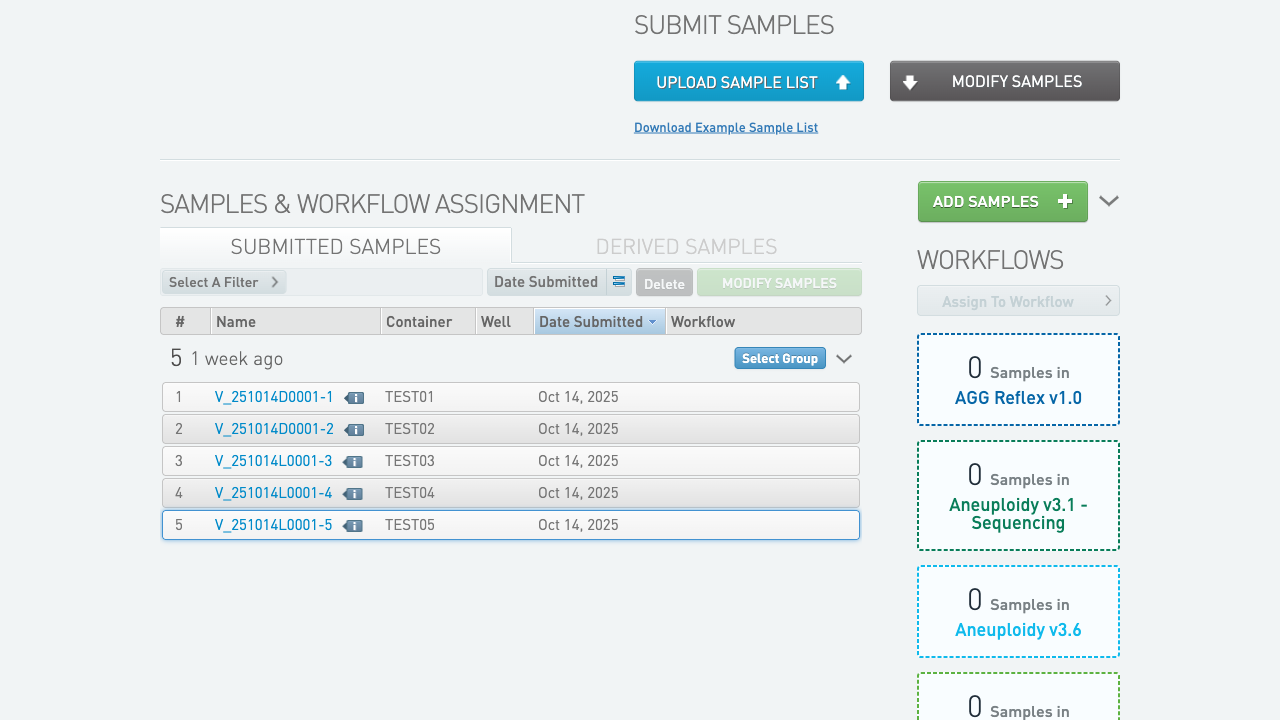 SUBMIT SAMPLES
UPLOAD SAMPLE LIST
MODIFY SAMPLES
Download Example Sample List
SAMPLES & WORKFLOW ASSIGNMENT
ADD SAMPLES
SUBMITTED SAMPLES
DERIVED SAMPLES
Select A Filter
Date Submitted
Delete
MODIFY SAMPLES
# Name Container Well Date Submitted Workflow
5 1 week ago
Select Group
1 V_251014D0001-1 TEST01 Oct 14, 2025
2 V_251014D0001-2 TEST02 Oct 14, 2025
3 V_251014L0001-3 TEST03 Oct 14, 2025
4 V_251014L0001-4 TEST04 Oct 14, 2025
5 V_251014L0001-5 TEST05 Oct 14, 2025
WORKFLOWS
Assign To Workflow
0 Samples in
AGG Reflex v1.0
0 Samples in
Aneuploidy v3.1 -
Sequencing
0 Samples in
Aneuploidy v3.6
0 Samples in